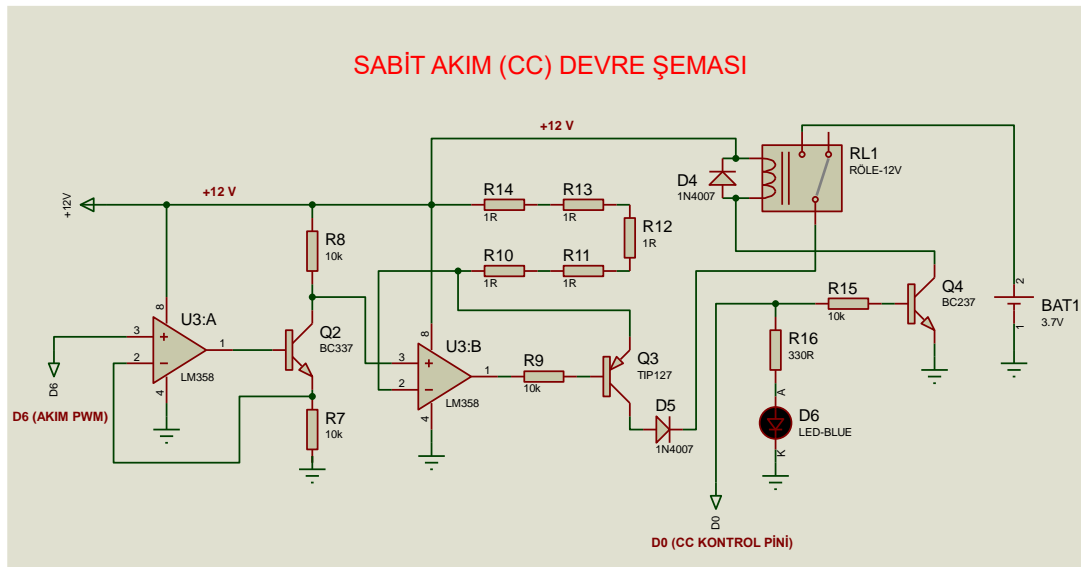 SABİT AKIM (CC) DEVRE ŞEMASI
+12 V
+12 V
+12V
R14
1R
R13
1R
R12
1R
R10
1R
R11
1R
R8
10k
D4
1N4007
RL1
RÖLE-12V
U3:A
3
2
8
4
1
LM358
Q2
BC337
R7
10k
D6
D6 (AKIM PWM)
U3:B
3
2
8
4
1
LM358
R9
10k
Q3
TIP127
D5
1N4007
R15
10k
Q4
BC237
R16
330R
A
D6
LED-BLUE
K
2
BAT1
1
3.7V
D0
D0 (CC KONTROL PİNİ)